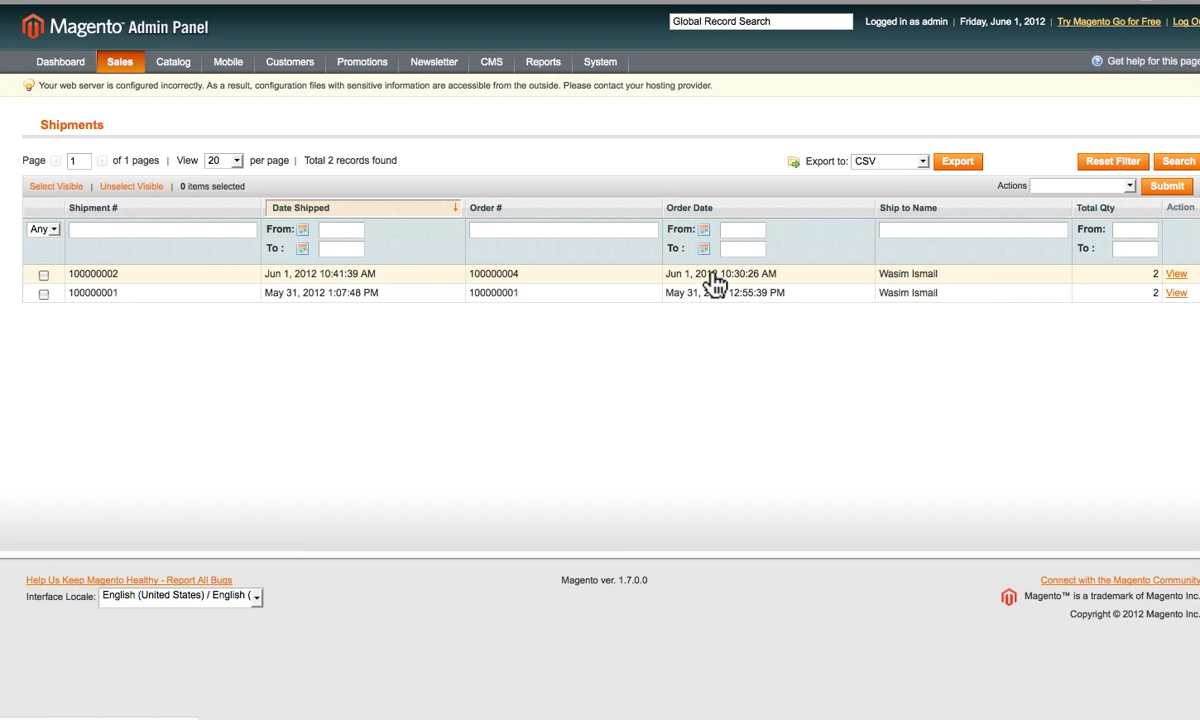 Magento™ Admin Panel
Global Record Search
Logged in as admin | Friday, June 1, 2012 | Try Magento Go for Free | Log
Dashboard Sales Catalog Mobile Customers Promotions Newsletter CMS Reports System
Get help for this page
Your web server is configured incorrectly. As a result, configuration files with sensitive information are accessible from the outside. Please contact your hosting provider.
Shipments
Page 1 of 1 pages | View 20 per page | Total 2 records found
Export to: CSV Export Reset Filter Search
Select Visible | Unselect Visible | 0 items selected
Actions Submit
Shipment # Date Shipped Order # Order Date Ship to Name Total Qty Action
Any From: From: From:
To : To : To :
100000002 Jun 1, 2012 10:41:39 AM 100000004 Jun 1, 2012 10:30:26 AM Wasim Ismail 2 View
100000001 May 31, 2012 1:07:48 PM 100000001 May 31, 12:55:39 PM Wasim Ismail 2 View
Help Us Keep Magento Healthy - Report All Bugs
Magento ver. 1.7.0.0
Connect with the Magento Community
Interface Locale: English (United States) / English (
Magento™ is a trademark of Magento Inc.
Copyright © 2012 Magento Inc.